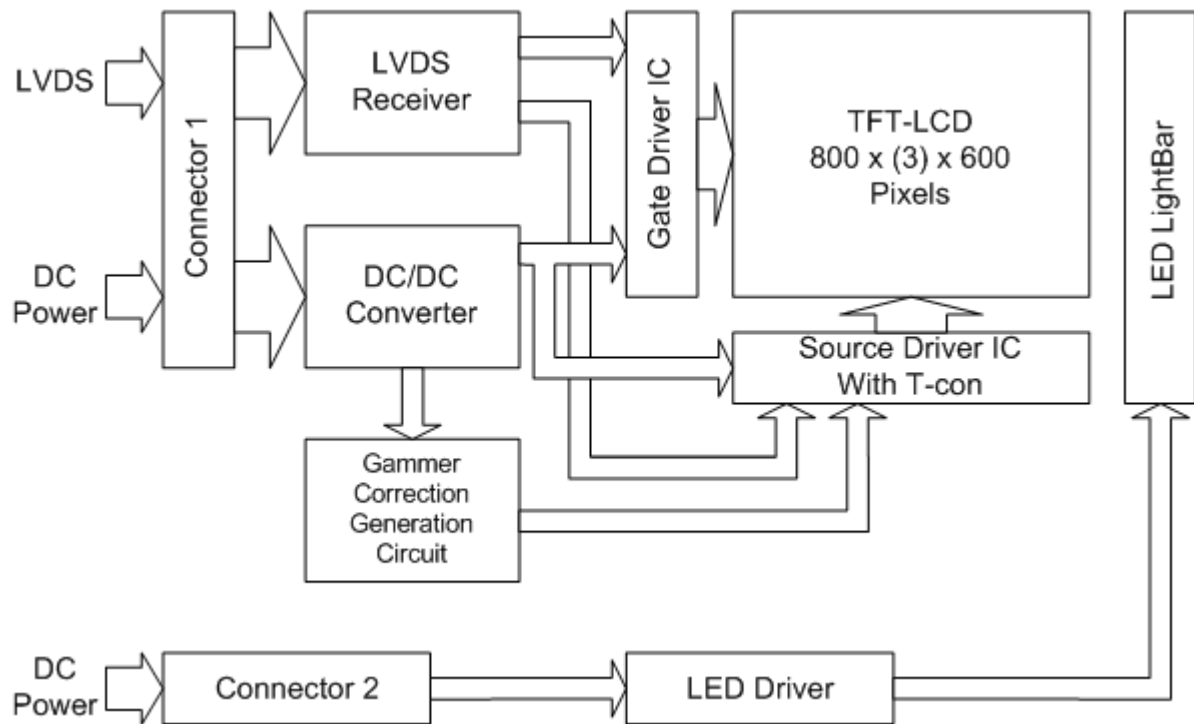 LVDS
DC
Power
Connector 1
LVDS
Receiver
DC/DC
Converter
Gammer
Correction
Generation
Circuit
Gate Driver IC
TFT-LCD
800 x (3) x 600
Pixels
Source Driver IC
With T-con
LED LightBar
DC
Power
Connector 2
LED Driver